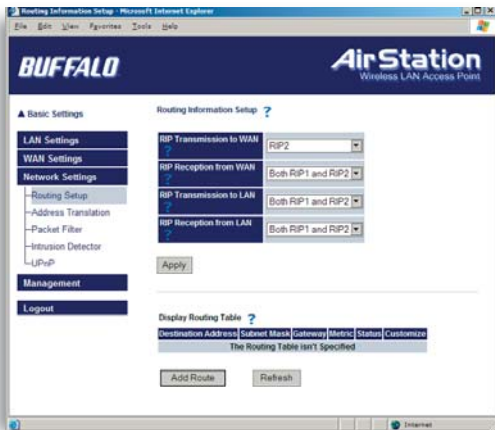 Routing Information Setup - Microsoft Internet Explorer
File Edit View Favorites Tools Help
BUFFALO
AirStation
Wireless LAN Access Point
▲ Basic Settings
LAN Settings
WAN Settings
Network Settings
Routing Setup
Address Translation
Packet Filter
Intrusion Detector
UPnP
Management
Logout
Routing Information Setup ?
RIP Transmission to WAN ? RIP2
RIP Reception from WAN ? Both RIP1 and RIP2
RIP Transmission to LAN ? Both RIP1 and RIP2
RIP Reception from LAN ? Both RIP1 and RIP2
Apply
Display Routing Table ?
Destination Address Subnet Mask Gateway Metric Status Customize
The Routing Table isn't Specified
Add Route Refresh
Internet